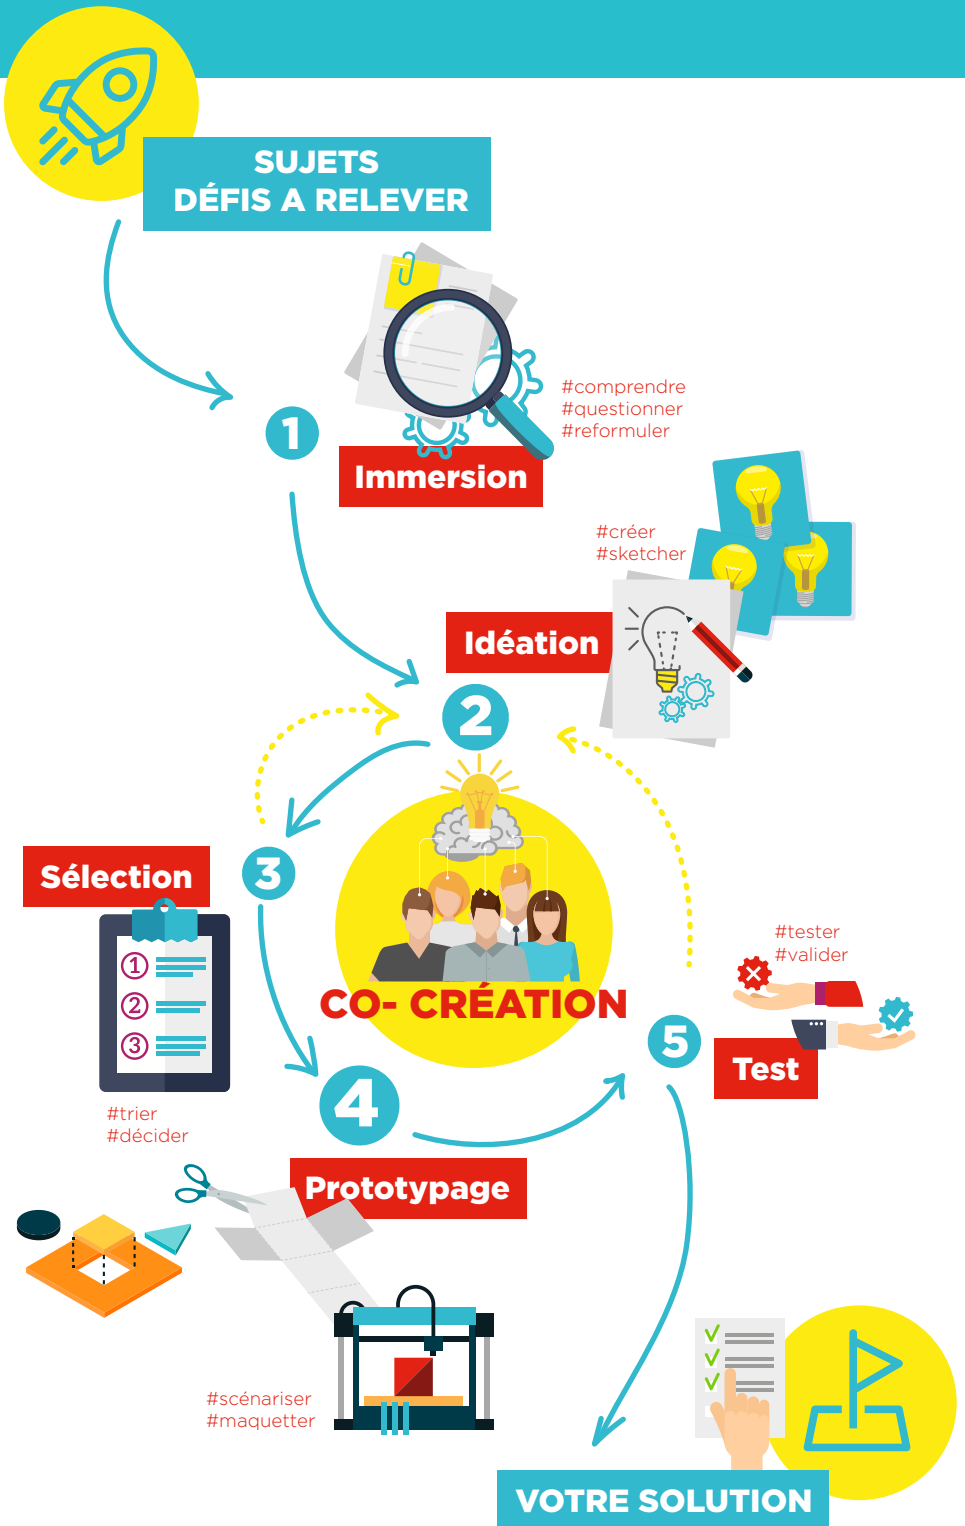 SUJETS
DÉFIS A RELEVER
1
#comprendre
#questionner
#reformuler
Immersion
#créer
#sketcher
Idéation
2
Sélection
3
1
2
3
#trier
#décider
CO- CRÉATION
#tester
#valider
5
Test
4
Prototypage
#scénariser
#maquetter
VOTRE SOLUTION